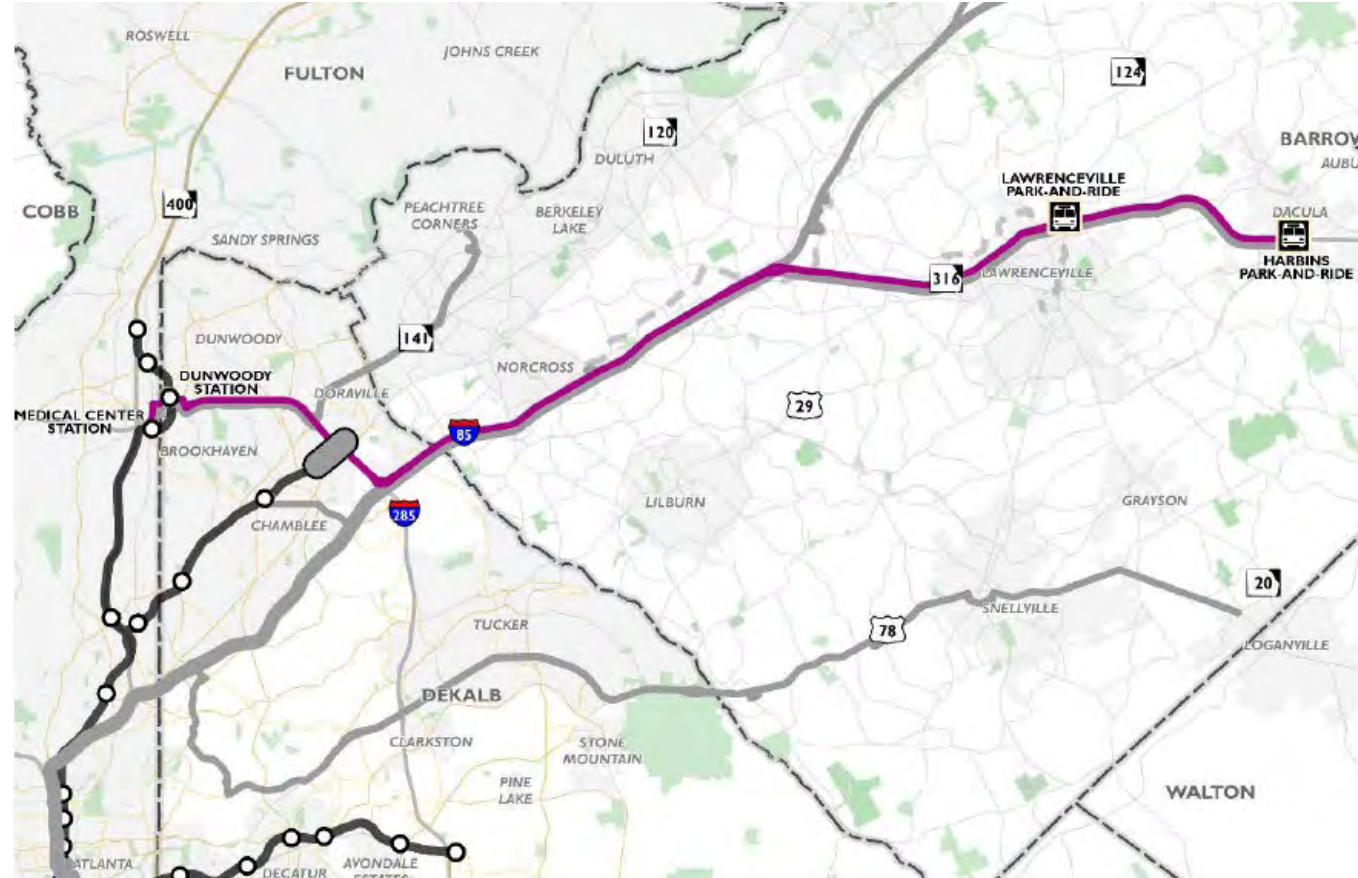 ROSWELL
JOHNS CREEK
FULTON
124
120
BARROW
DULUTH
AUBU
LAWRENCEVILLE
PARK-AND-RIDE
400
COBB
PEACHTREE
CORNERS
BERKELEY
LAKE
DACULA
SANDY SPRINGS
HARBINS
PARK-AND-RIDE
316
LAWRENCEVILLE
141
DUNWOODY
NORCROSS
DUNWOODY
STATION
DORAVILLE
29
MEDICAL CENTER
STATION
85
BROOKHAVEN
LILBURN
GRAYSON
285
CHAMBLEE
20
SNELLVILLE
TUCKER
78
LOGANVILLE
DEKALB
CLARKSTON
STONE
MOUNTAIN
PINE
LAKE
WALTON
ATLANTA
DECATUR
AVONDALE
ESTATES